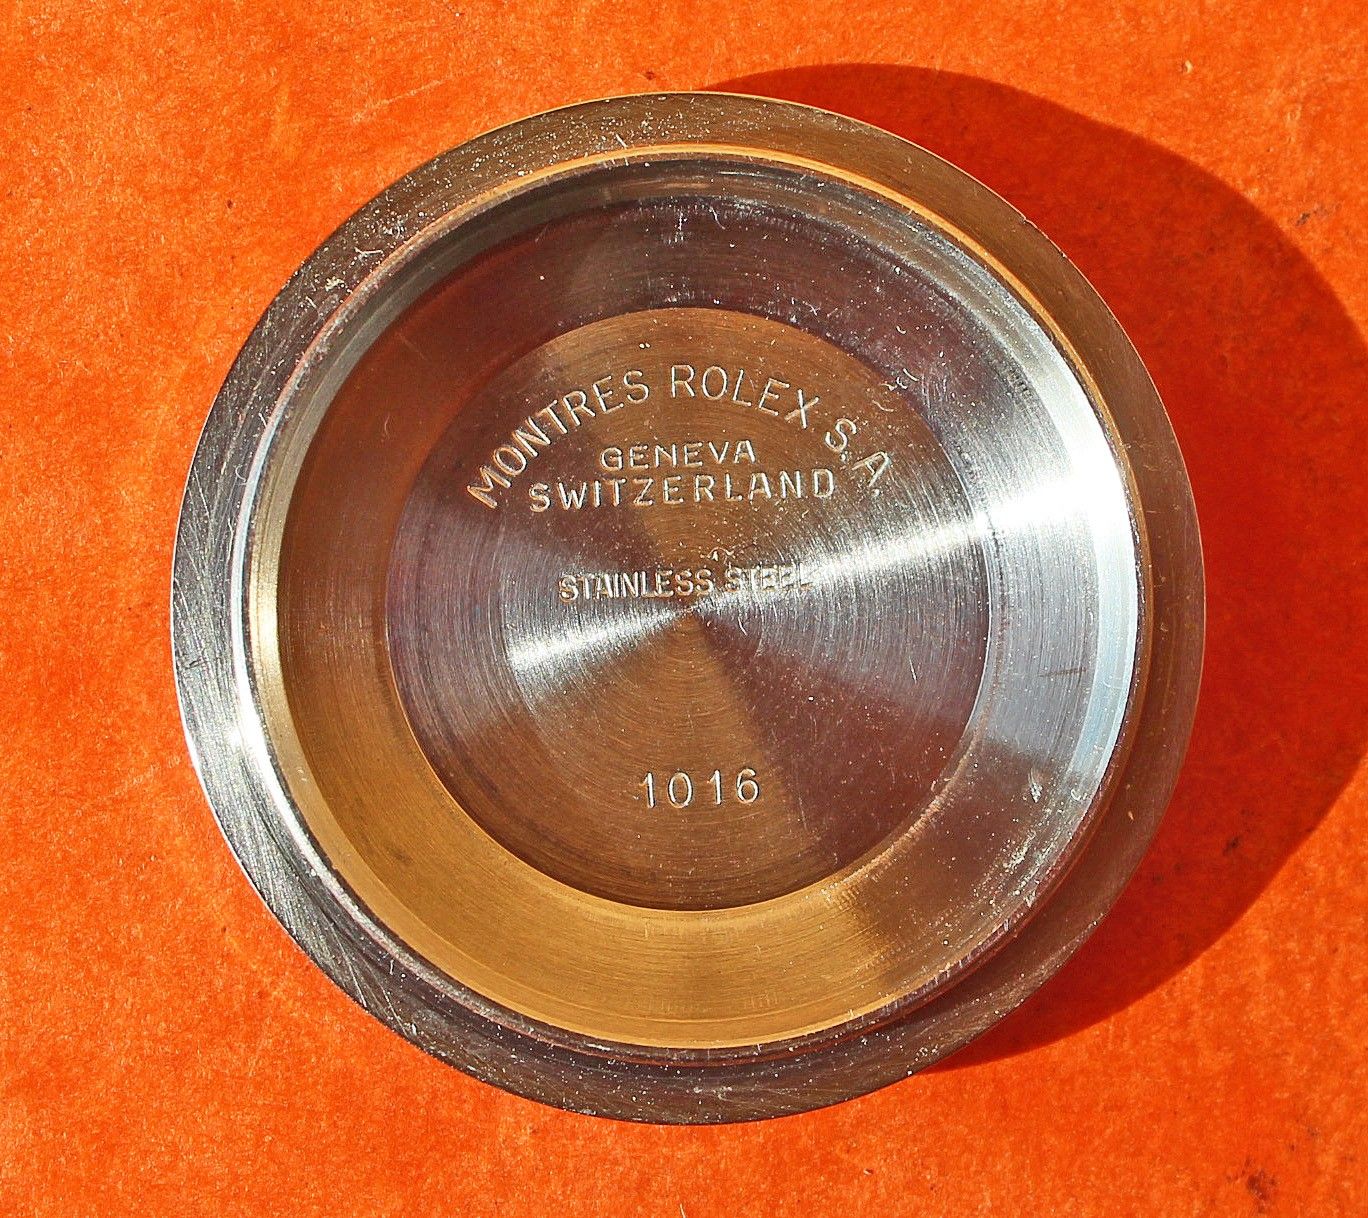 MONTRES ROLEX S.A.
GENEVA
SWITZERLAND
STAINLESS STEEL
1016